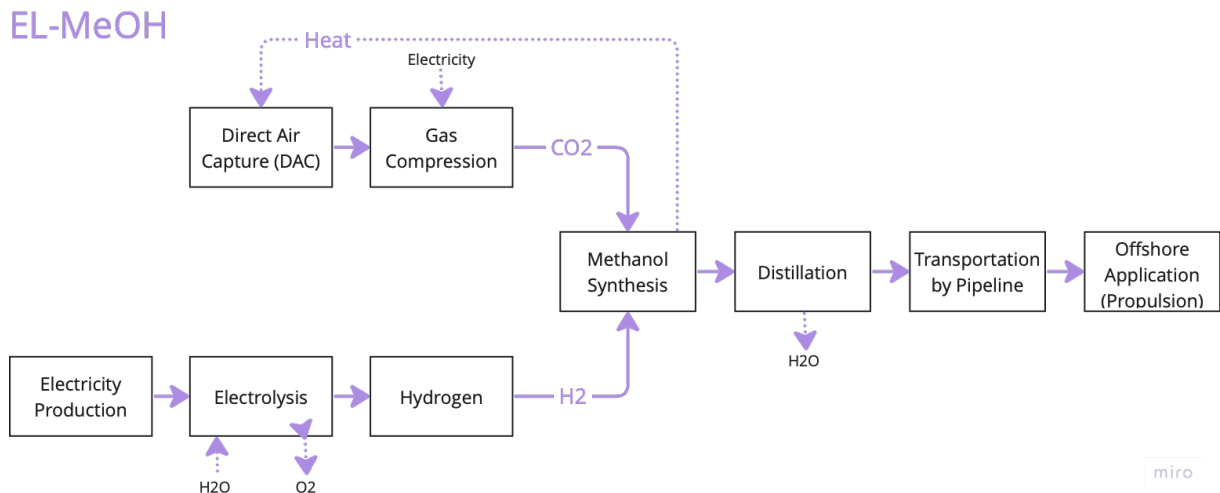 EL-MeOH
Heat
Electricity
Direct Air
Capture (DAC)
Gas
Compression
CO2
Methanol
Synthesis
Distillation
Transportation
by Pipeline
Offshore
Application
(Propulsion)
H2O
Electricity
Production
Electrolysis
Hydrogen
H2
H2O
O2
miro